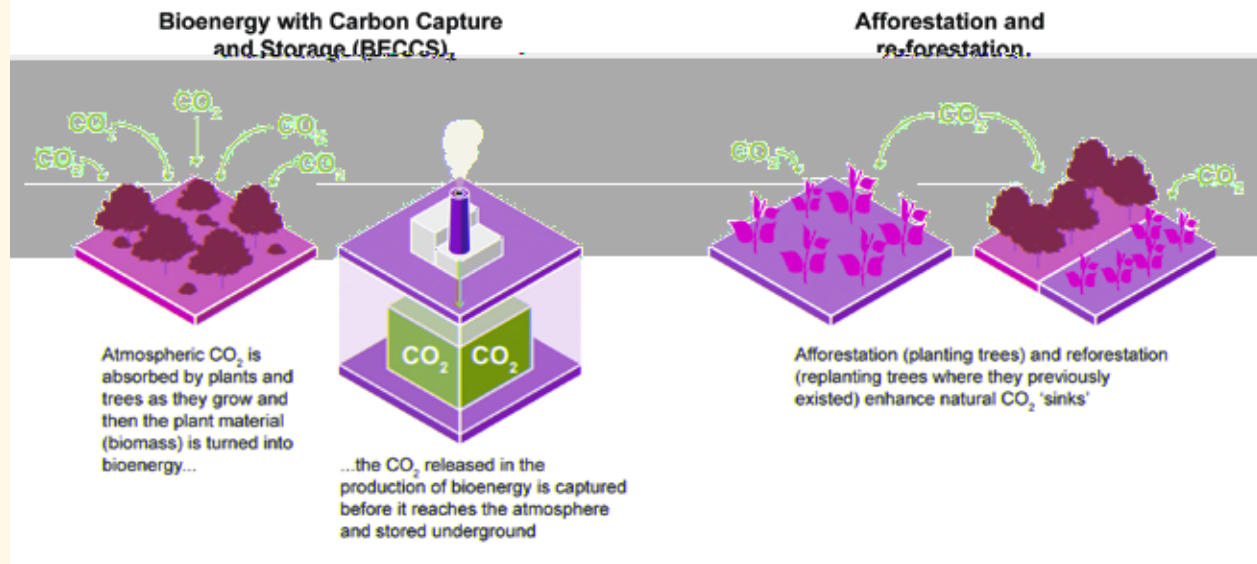 Bioenergy with Carbon Capture
and Storage (BECCS)
CO₂
CO₂
CO₂
CO₂
CO₂
CO₂ CO₂
Atmospheric CO₂ is
absorbed by plants and
trees as they grow and
then the plant material
(biomass) is turned into
bioenergy...
...the CO₂ released in the
production of bioenergy is captured
before it reaches the atmosphere
and stored underground
Afforestation and
re-forestation
CO₂
CO₂
CO₂
Afforestation (planting trees) and reforestation
(replanting trees where they previously
existed) enhance natural CO₂ ‘sinks’